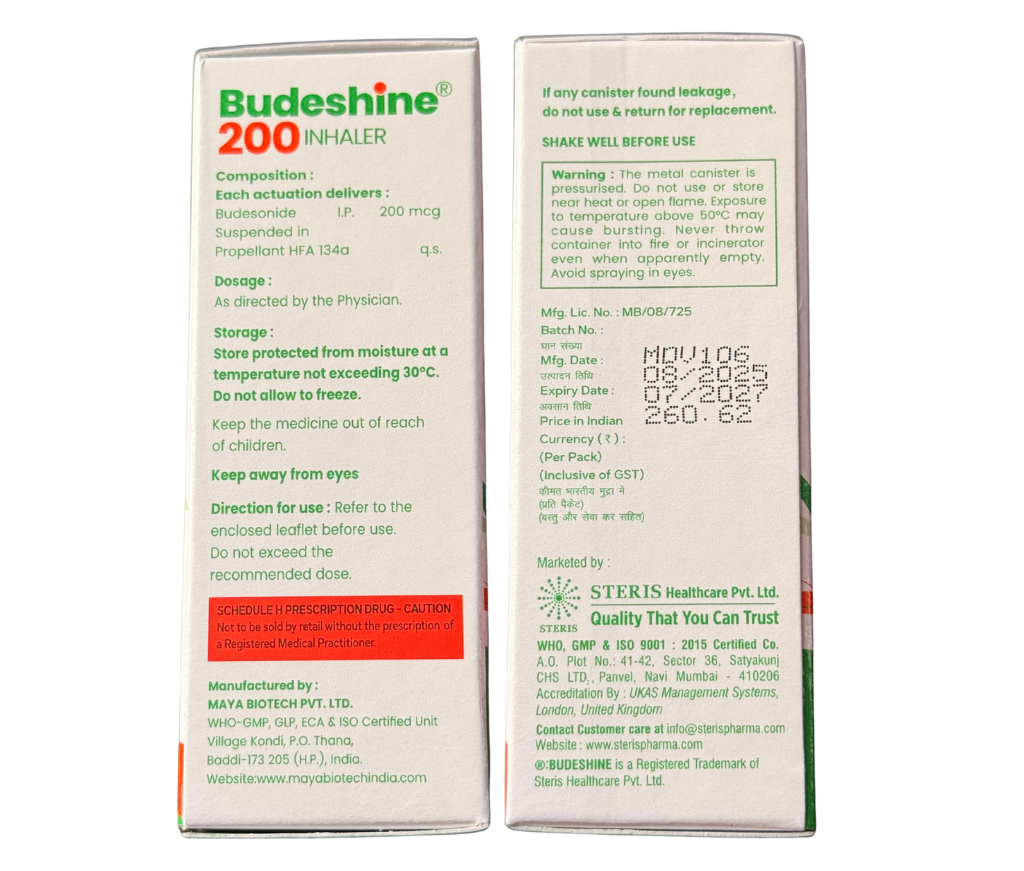 Budeshine®
200 INHALER
Composition :
Each actuation delivers :
Budesonide I.P. 200 mcg
Suspended in
Propellant HFA 134a q.s.
Dosage :
As directed by the Physician.
Storage :
Store protected from moisture at a
temperature not exceeding 30°C.
Do not allow to freeze.
Keep the medicine out of reach
of children.
Keep away from eyes
Direction for use : Refer to the
enclosed leaflet before use.
Do not exceed the
recommended dose.
SCHEDULE H PRESCRIPTION DRUG - CAUTION
Not to be sold by retail without the prescription of
a Registered Medical Practitioner.
Manufactured by :
MAYA BIOTECH PVT. LTD.
WHO-GMP, GLP, ECA & ISO Certified Unit
Village Kondi, P.O. Thana,
Baddi-173 205 (H.P.), India.
Website:www.mayabiotechindia.com
If any canister found leakage,
do not use & return for replacement.
SHAKE WELL BEFORE USE
Warning : The metal canister is
pressurised. Do not use or store
near heat or open flame. Exposure
to temperature above 50°C may
cause bursting. Never throw
container into fire or incinerator
even when apparently empty.
Avoid spraying in eyes.
Mfg. Lic. No. : MB/08/725
Batch No. :
घान संख्या
MDV106
Mfg. Date :
08/2025
उत्पादन तिथि
Expiry Date :
07/2027
अवसान तिथि
Price in Indian
260.62
Currency ( ₹ ) :
(Per Pack)
(Inclusive of GST)
कीमत भारतीय मुद्रा में
(प्रति पैकेट)
(वस्तु और सेवा कर सहित)
Marketed by :
STERIS Healthcare Pvt. Ltd.
Quality That You Can Trust
STERIS
WHO, GMP & ISO 9001 : 2015 Certified Co.
A.O. Plot No.: 41-42, Sector 36, Satyakunj
CHS LTD., Panvel, Navi Mumbai - 410206
Accreditation By : UKAS Management Systems,
London, United Kingdom
Contact Customer care at info@sterispharma.com
Website : www.sterispharma.com
®:BUDESHINE is a Registered Trademark of
Steris Healthcare Pvt. Ltd.